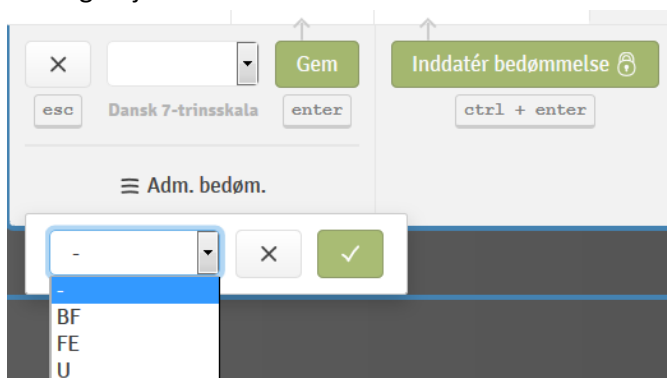 Gem
Inddatér bedømmelse
esc
Dansk 7-trinsskala
enter
ctrl + enter
Adm. bedøm.
-
-
BF
FE
U